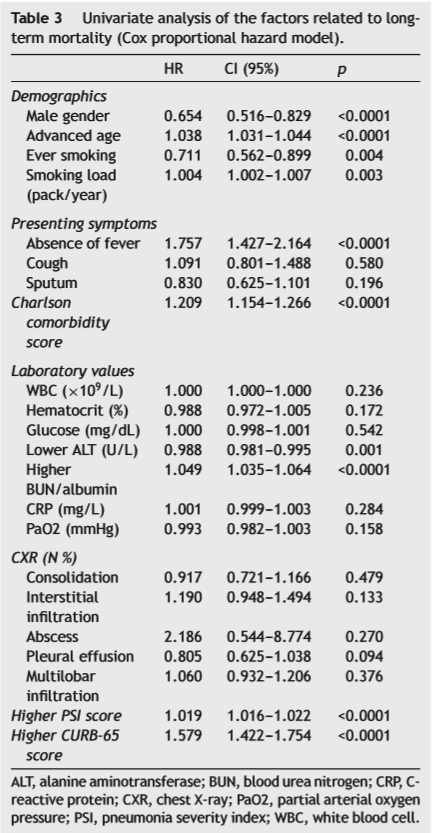 Table 3 Univariate analysis of the factors related to long-
term mortality (Cox proportional hazard model).
HR CI (95%) p
Demographics
Male gender 0.654 0.516–0.829 <0.0001
Advanced age 1.038 1.031–1.044 <0.0001
Ever smoking 0.711 0.562–0.899 0.004
Smoking load 1.004 1.002–1.007 0.003
(pack/year)
Presenting symptoms
Absence of fever 1.757 1.427–2.164 <0.0001
Cough 1.091 0.801–1.488 0.580
Sputum 0.830 0.625–1.101 0.196
Charlson 1.209 1.154–1.266 <0.0001
comorbidity
score
Laboratory values
WBC (×10⁹/L) 1.000 1.000–1.000 0.236
Hematocrit (%) 0.988 0.972–1.005 0.172
Glucose (mg/dL) 1.000 0.998–1.001 0.542
Lower ALT (U/L) 0.988 0.981–0.995 0.001
Higher 1.049 1.035–1.064 <0.0001
BUN/albumin
CRP (mg/L) 1.001 0.999–1.003 0.284
PaO2 (mmHg) 0.993 0.982–1.003 0.158
CXR (N %)
Consolidation 0.917 0.721–1.166 0.479
Interstitial 1.190 0.948–1.494 0.133
infiltration
Abscess 2.186 0.544–8.774 0.270
Pleural effusion 0.805 0.625–1.038 0.094
Multilobar 1.060 0.932–1.206 0.376
infiltration
Higher PSI score 1.019 1.016–1.022 <0.0001
Higher CURB-65 1.579 1.422–1.754 <0.0001
score
ALT, alanine aminotransferase; BUN, blood urea nitrogen; CRP, C-
reactive protein; CXR, chest X-ray; PaO2, partial arterial oxygen
pressure; PSI, pneumonia severity index; WBC, white blood cell.